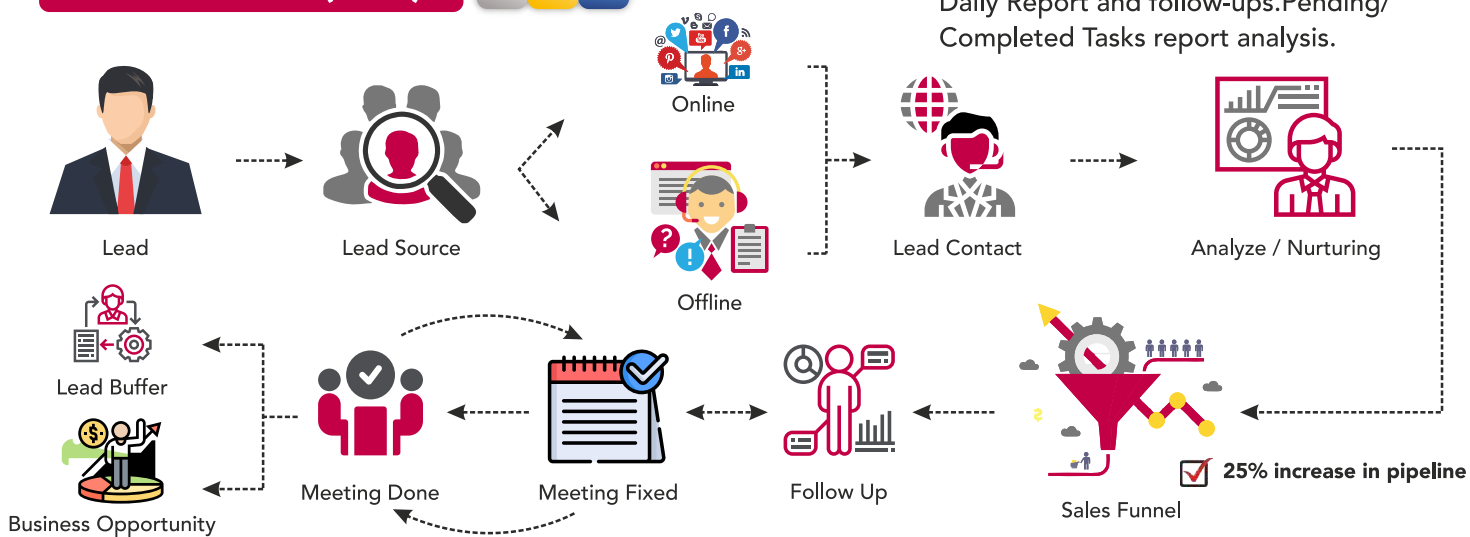 Daily Report and follow-ups.Pending/
Completed Tasks report analysis.
Online
Lead
Lead Source
Lead Contact
Analyze / Nurturing
Offline
Lead Buffer
25% increase in pipeline
Meeting Done
Meeting Fixed
Follow Up
Sales Funnel
Business Opportunity